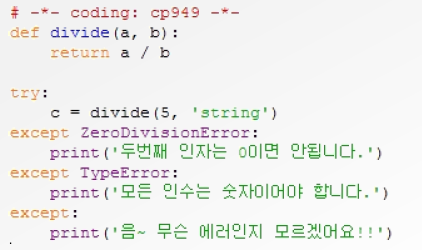 # -*- coding: cp949 -*-
def divide(a, b):
    return a / b

try:
    c = divide(5, 'string')
except ZeroDivisionError:
    print('두번째 인자는 0이면 안됩니다.')
except TypeError:
    print('모든 인수는 숫자이어야 합니다.')
except:
    print('음~ 무슨 에러인지 모르겠어요!!')